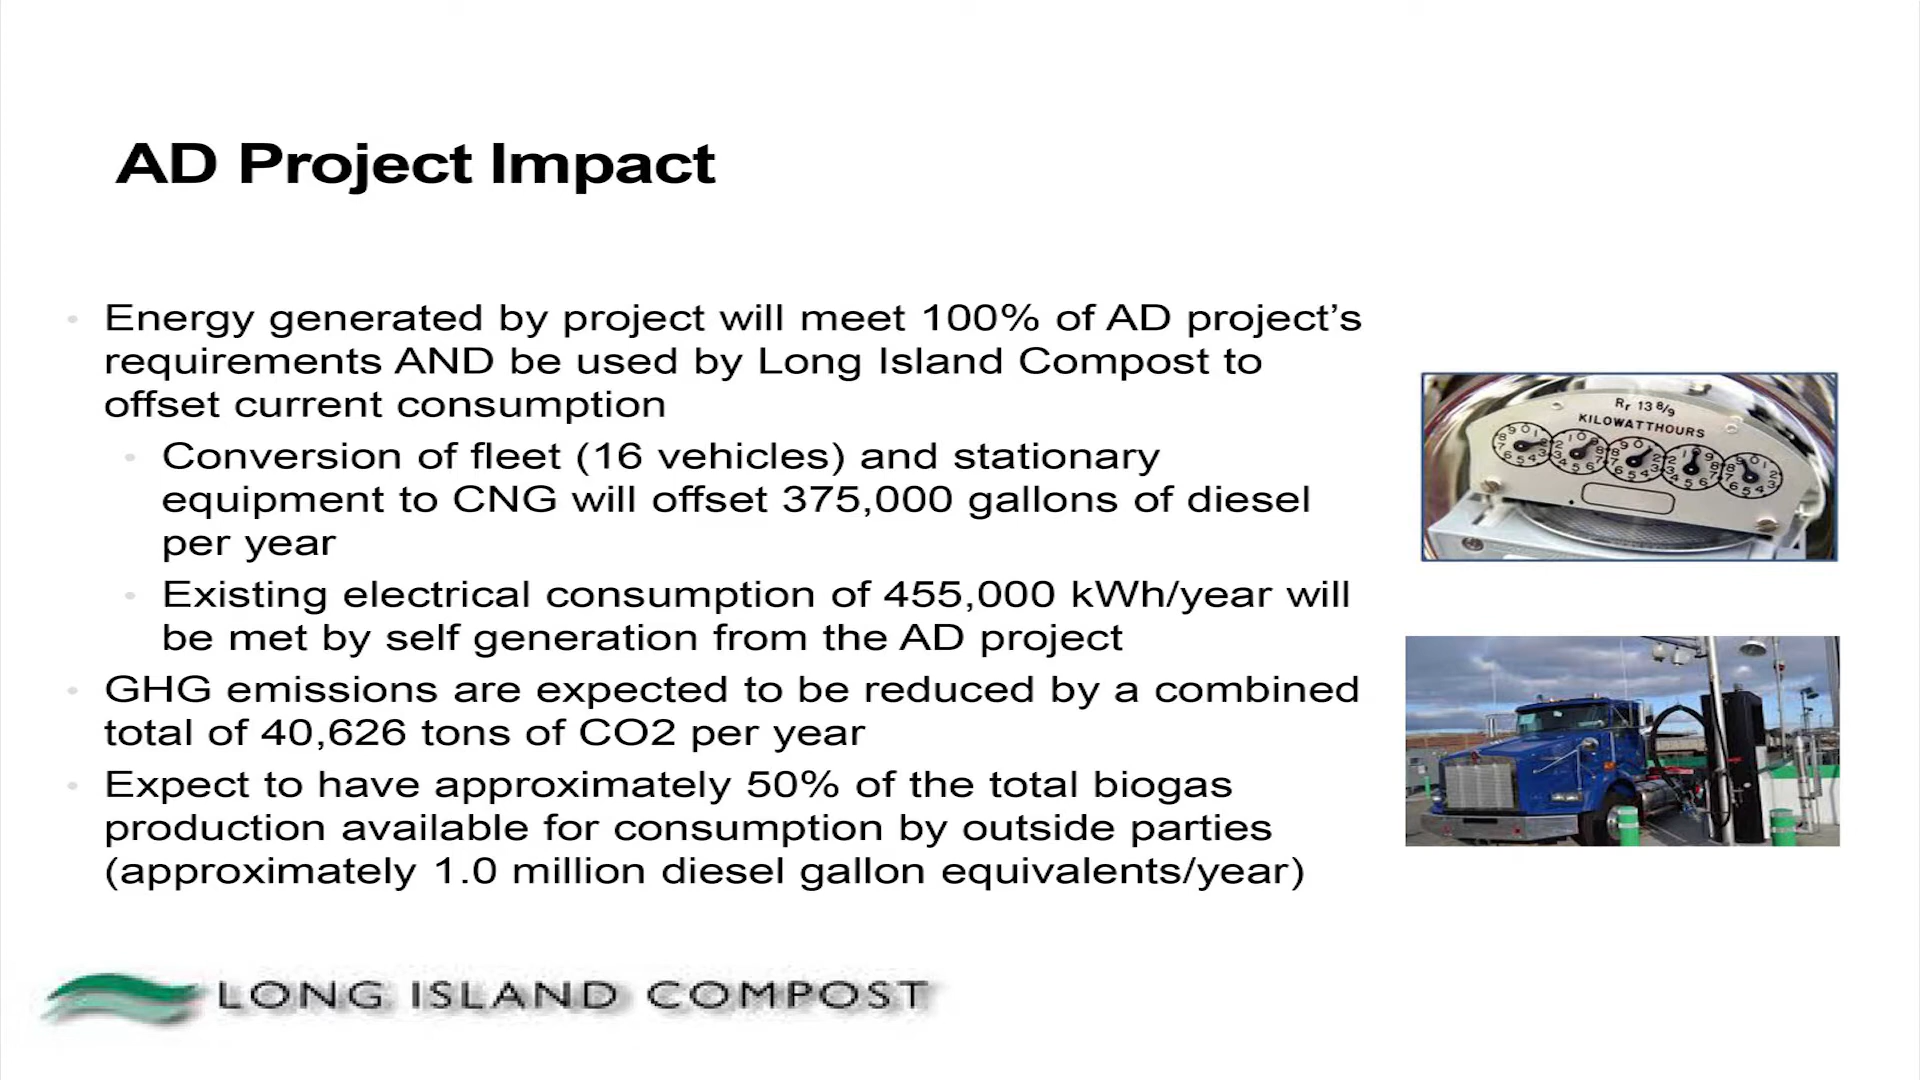 AD Project Impact
Energy generated by project will meet 100% of AD project’s
requirements AND be used by Long Island Compost to
offset current consumption
Conversion of fleet (16 vehicles) and stationary
equipment to CNG will offset 375,000 gallons of diesel
per year
Existing electrical consumption of 455,000 kWh/year will
be met by self generation from the AD project
GHG emissions are expected to be reduced by a combined
total of 40,626 tons of CO2 per year
Expect to have approximately 50% of the total biogas
production available for consumption by outside parties
(approximately 1.0 million diesel gallon equivalents/year)
Rr 13 8/9
KILOWATTHOURS
LONG ISLAND COMPOST